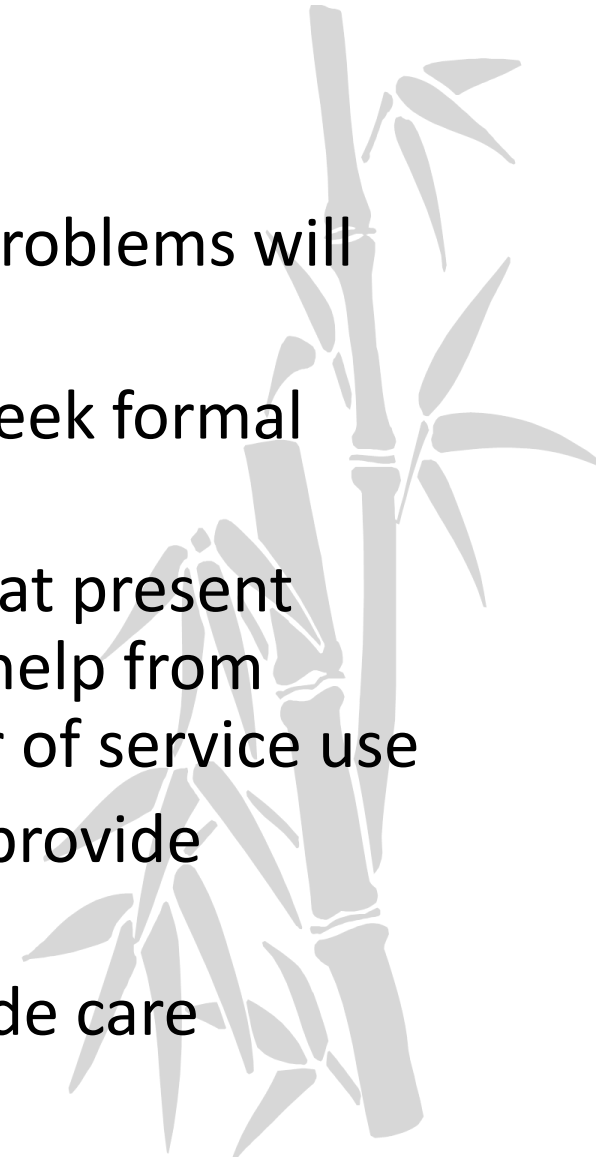 roblems will
eek formal
at present
help from
r of service use
provide
de care